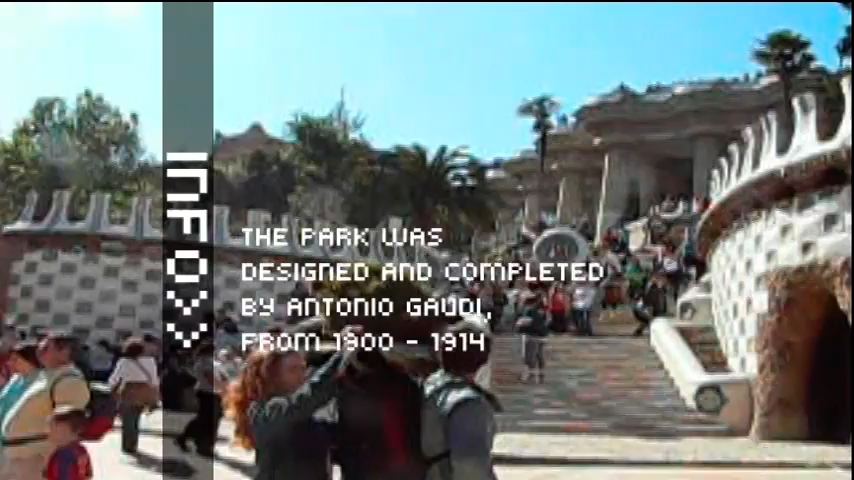 INFO>>
THE PARK WAS
DESIGNED AND COMPLETED
BY ANTONIO GAUDI,
FROM 1900 - 1914